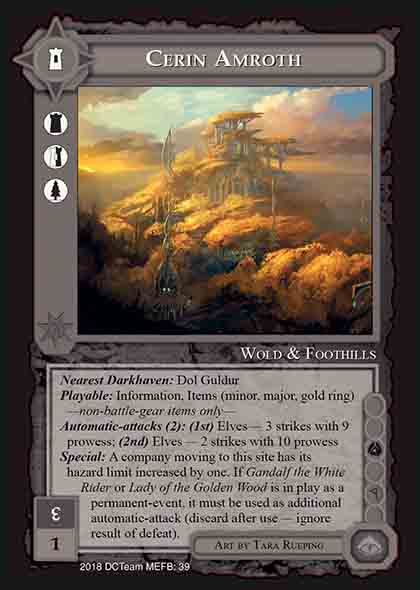 Cerin Amroth
Wold & Foothills
Nearest Darkhaven: Dol Guldur
Playable: Information, Items (minor, major, gold ring)
—non-battle-gear items only—
Automatic-attacks (2): (1st) Elves— 3 strikes with 9
prowess; (2nd) Elves — 2 strikes with 10 prowess
Special: A company moving to this site has its
hazard limit increased by one. If Gandalf the White
Rider or Lady of the Golden Wood is in play as a
permanent-event, it must be used as additional
automatic-attack (discard after use — ignore
result of defeat).
ε
1
Art by Tara Rueping
2018 DCTeam MEFB: 39